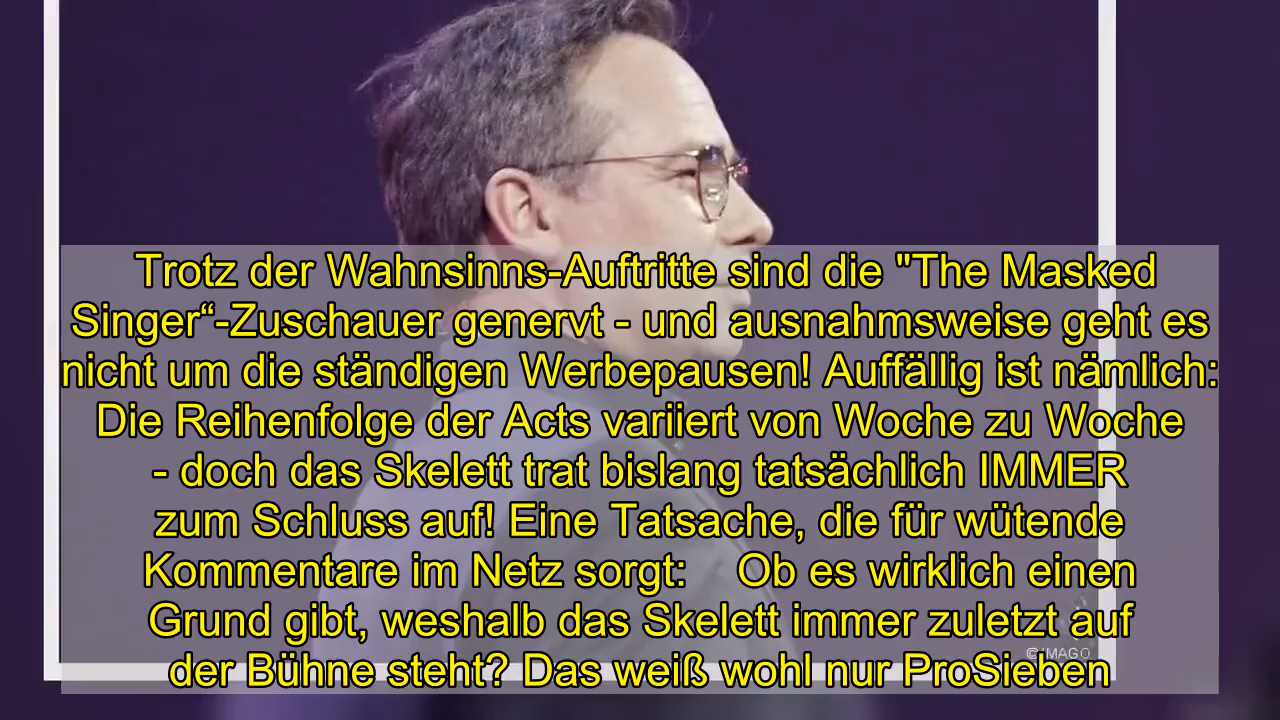 Trotz der Wahnsinns-Auftritte sind die "The Masked
Singer“-Zuschauer genervt - und ausnahmsweise geht es
nicht um die ständigen Werbepausen! Auffällig ist nämlich:
Die Reihenfolge der Acts variiert von Woche zu Woche
- doch das Skelett trat bislang tatsächlich IMMER
zum Schluss auf! Eine Tatsache, die für wütende
Kommentare im Netz sorgt: Ob es wirklich einen
Grund gibt, weshalb das Skelett immer zuletzt auf
der Bühne steht? Das weiß wohl nur ProSieben
© IMAGO